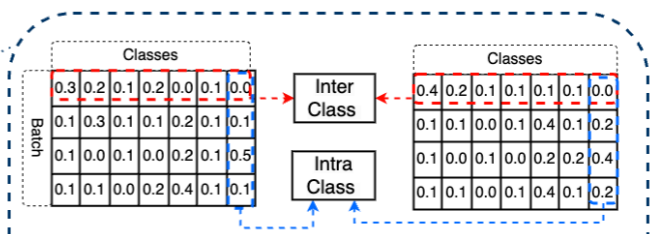 Classes
Classes
0.3 0.2 0.1 0.2 0.0 0.1 0.0
Inter
Class
0.4 0.2 0.1 0.1 0.1 0.1 0.0
Batch
0.1 0.3 0.1 0.1 0.2 0.1 0.1
0.1 0.1 0.0 0.1 0.4 0.1 0.2
0.1 0.0 0.1 0.0 0.2 0.1 0.5
Intra
Class
0.1 0.0 0.1 0.0 0.2 0.2 0.4
0.1 0.1 0.0 0.2 0.4 0.1 0.1
0.1 0.1 0.0 0.1 0.4 0.1 0.2